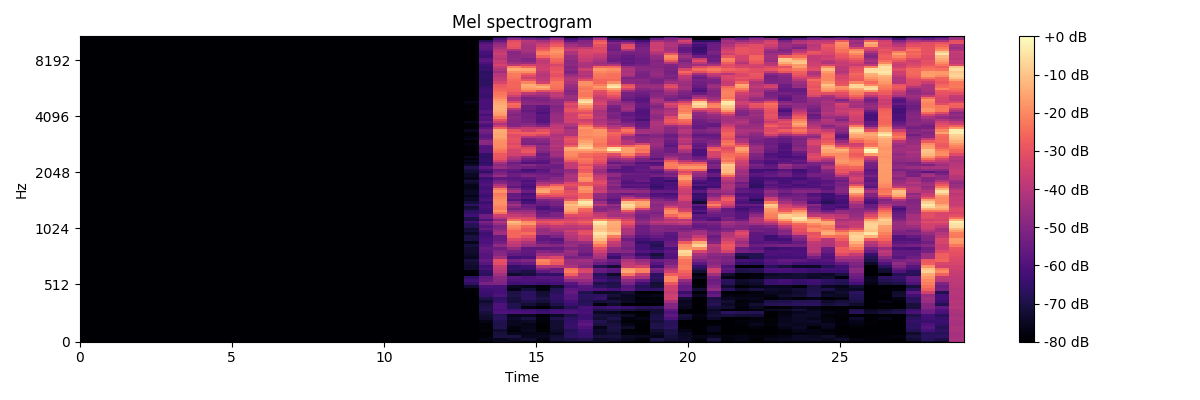 Mel spectrogram
8192
4096
2048
1024
512
0
Hz
0 5 10 15 20 25
Time
+0 dB
-10 dB
-20 dB
-30 dB
-40 dB
-50 dB
-60 dB
-70 dB
-80 dB